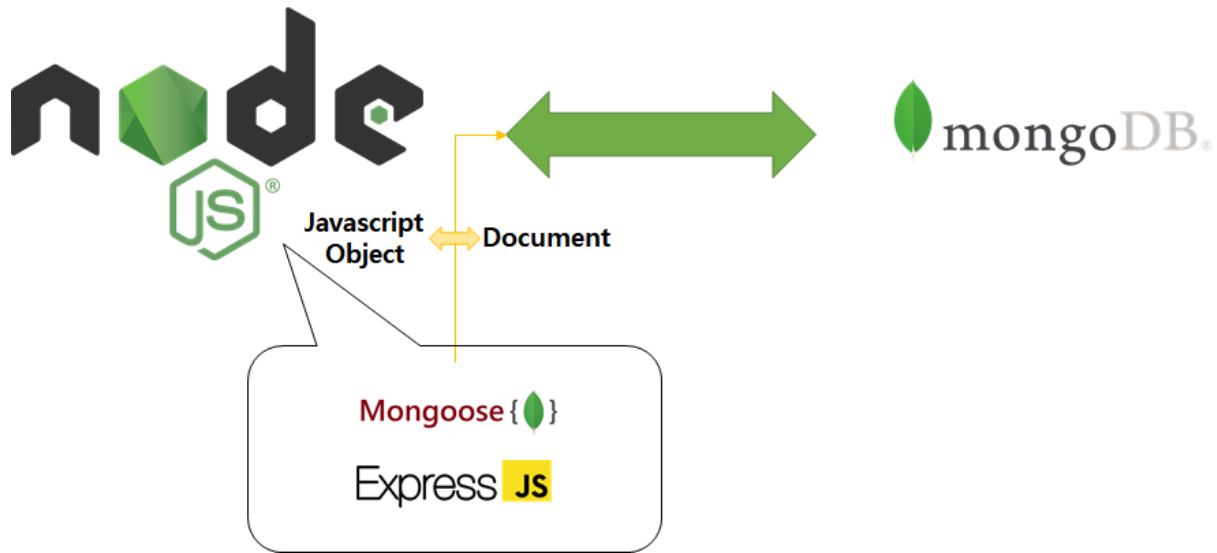 node
JS®
mongoDB®
Javascript
Object
Document
Mongoose { }
Express JS